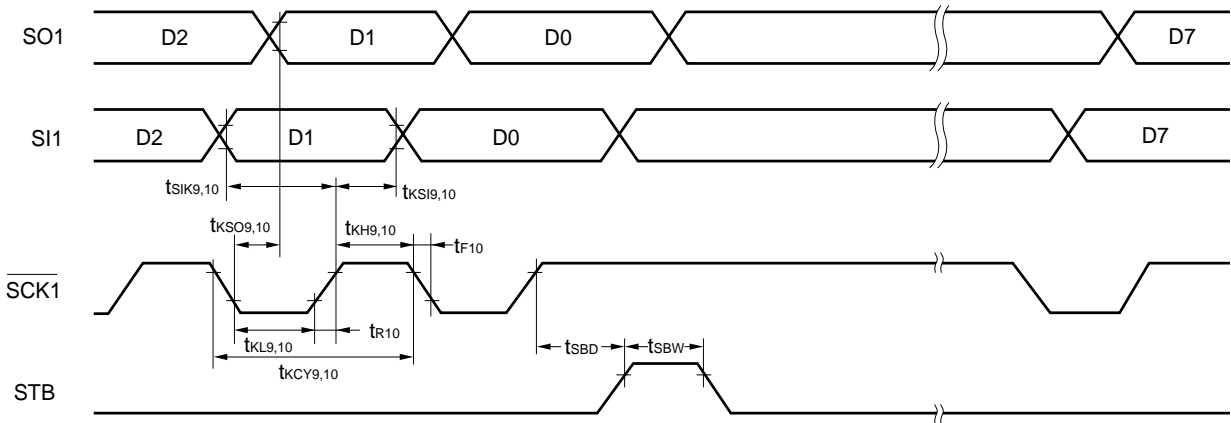 SO1 D2 D1 D0 D7
SI1 D2 D1 D0 D7
tSIK9,10 tKSI9,10
tKSO9,10 tKH9,10 tF10
SCK1
tKL9,10 tR10 tSBD tSBW
tKCY9,10
STB